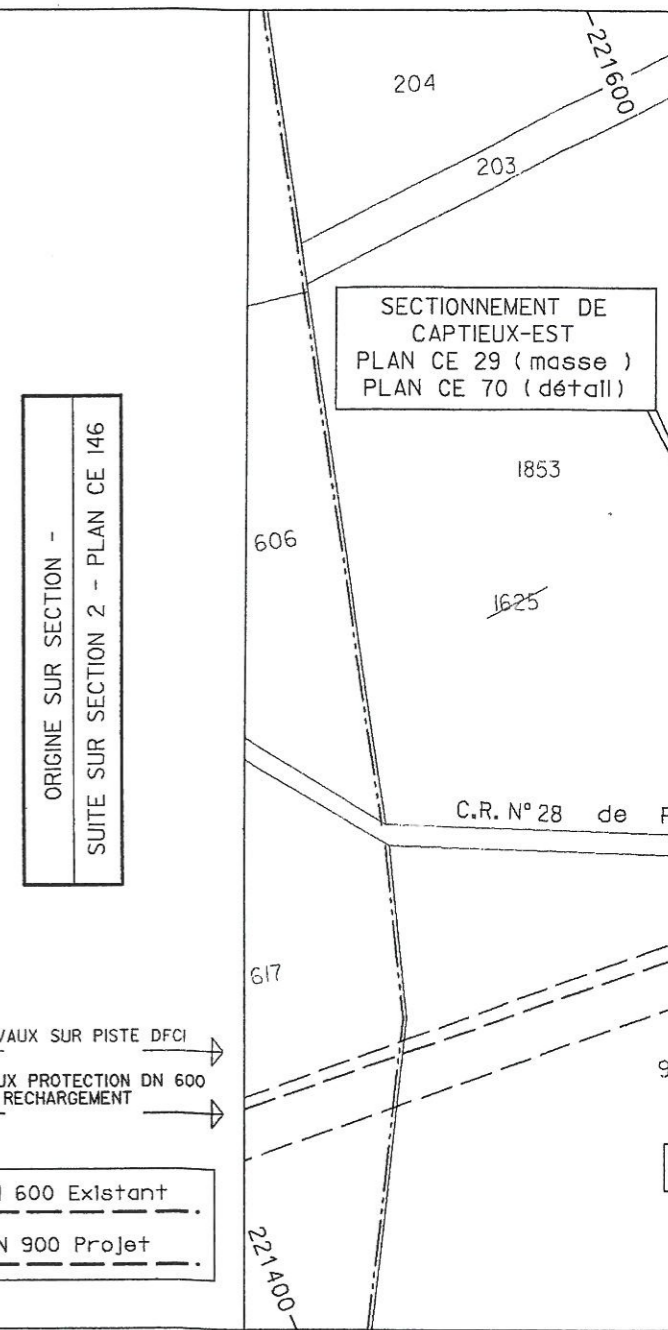 221600
204
203
SECTIONNEMENT DE
CAPTIEUX-EST
PLAN CE 29 ( masse )
PLAN CE 70 ( détail)
1853
606
1625
ORIGINE SUR SECTION -
SUITE SUR SECTION 2 - PLAN CE 146
C.R. N° 28 de
617
SUR PISTE DFCI
PROTECTION DN 600
RECHARGEMENT
600 Existant
900 Projet
221400